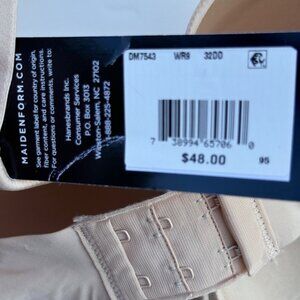 MAIDENFORM.COM
See garment label for country of origin,
fiber content, and care instructions.
For questions or comments, write to:
Hanesbrands Inc.
Consumer Services
P.O. Box 3013
Winston-Salem, NC 27102
1-888-225-4872
DM7543 WR9 32DD
7 38994 65706 0
$48.00 95